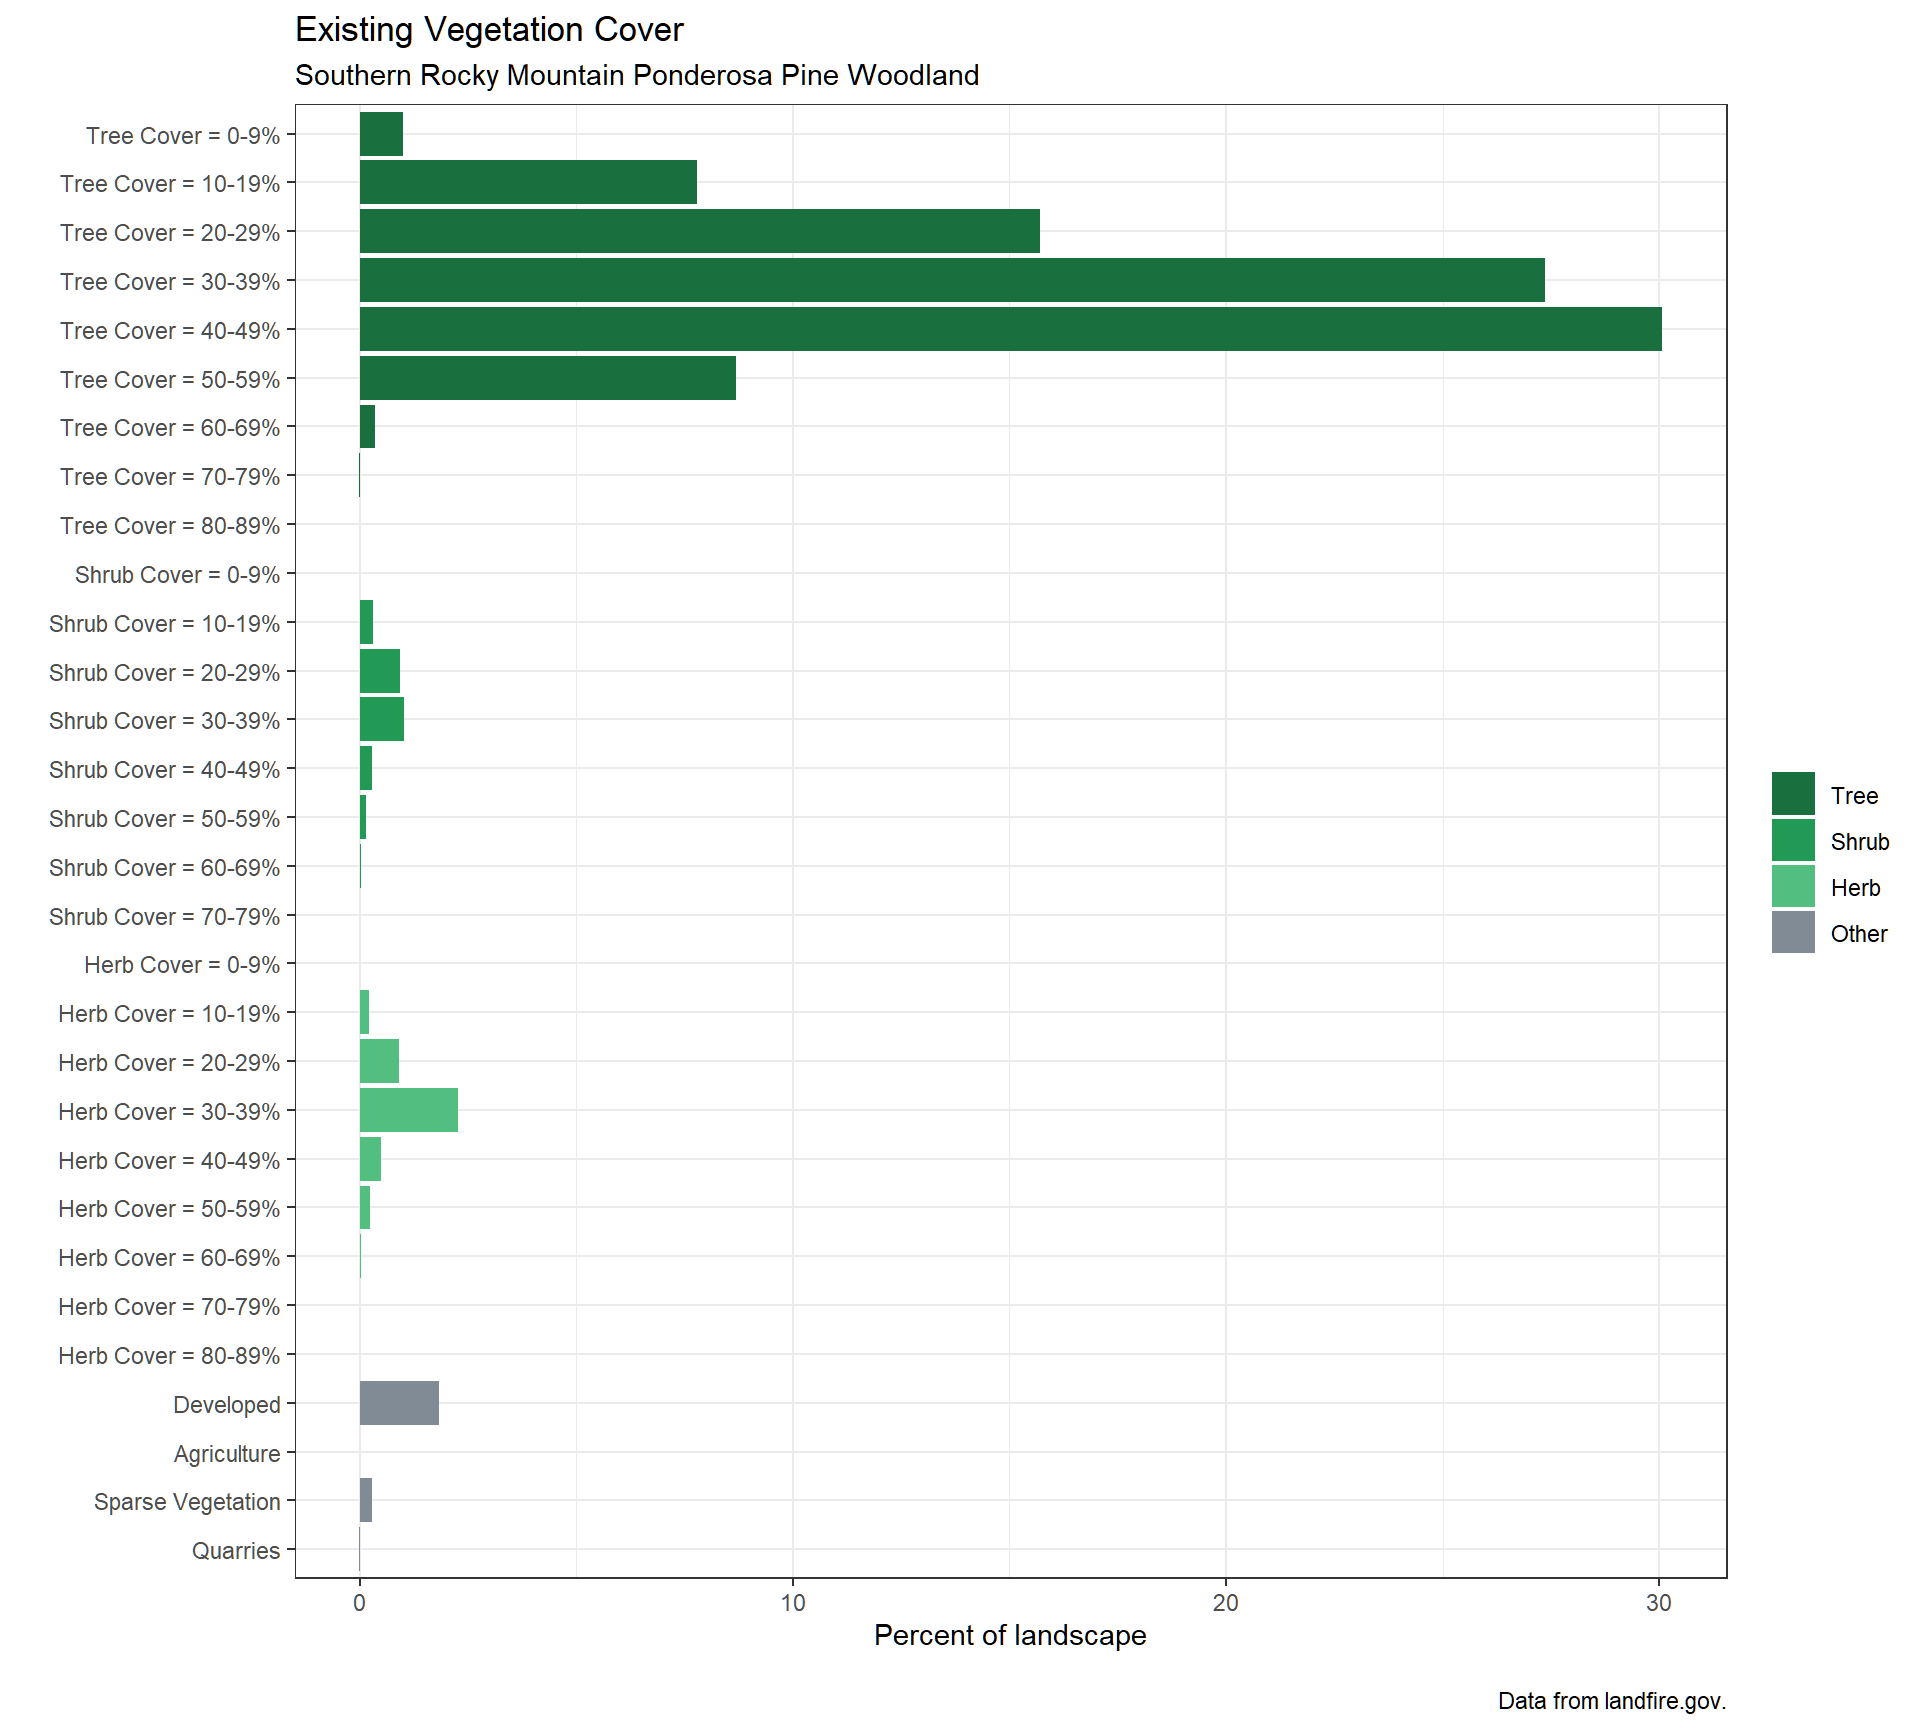 Existing Vegetation Cover
Southern Rocky Mountain Ponderosa Pine Woodland
Tree Cover = 0-9%
Tree Cover = 10-19%
Tree Cover = 20-29%
Tree Cover = 30-39%
Tree Cover = 40-49%
Tree Cover = 50-59%
Tree Cover = 60-69%
Tree Cover = 70-79%
Tree Cover = 80-89%
Shrub Cover = 0-9%
Shrub Cover = 10-19%
Shrub Cover = 20-29%
Shrub Cover = 30-39%
Shrub Cover = 40-49%
Shrub Cover = 50-59%
Shrub Cover = 60-69%
Shrub Cover = 70-79%
Herb Cover = 0-9%
Herb Cover = 10-19%
Herb Cover = 20-29%
Herb Cover = 30-39%
Herb Cover = 40-49%
Herb Cover = 50-59%
Herb Cover = 60-69%
Herb Cover = 70-79%
Herb Cover = 80-89%
Developed
Agriculture
Sparse Vegetation
Quarries
0 10 20 30
Percent of landscape
Tree
Shrub
Herb
Other
Data from landfire.gov.